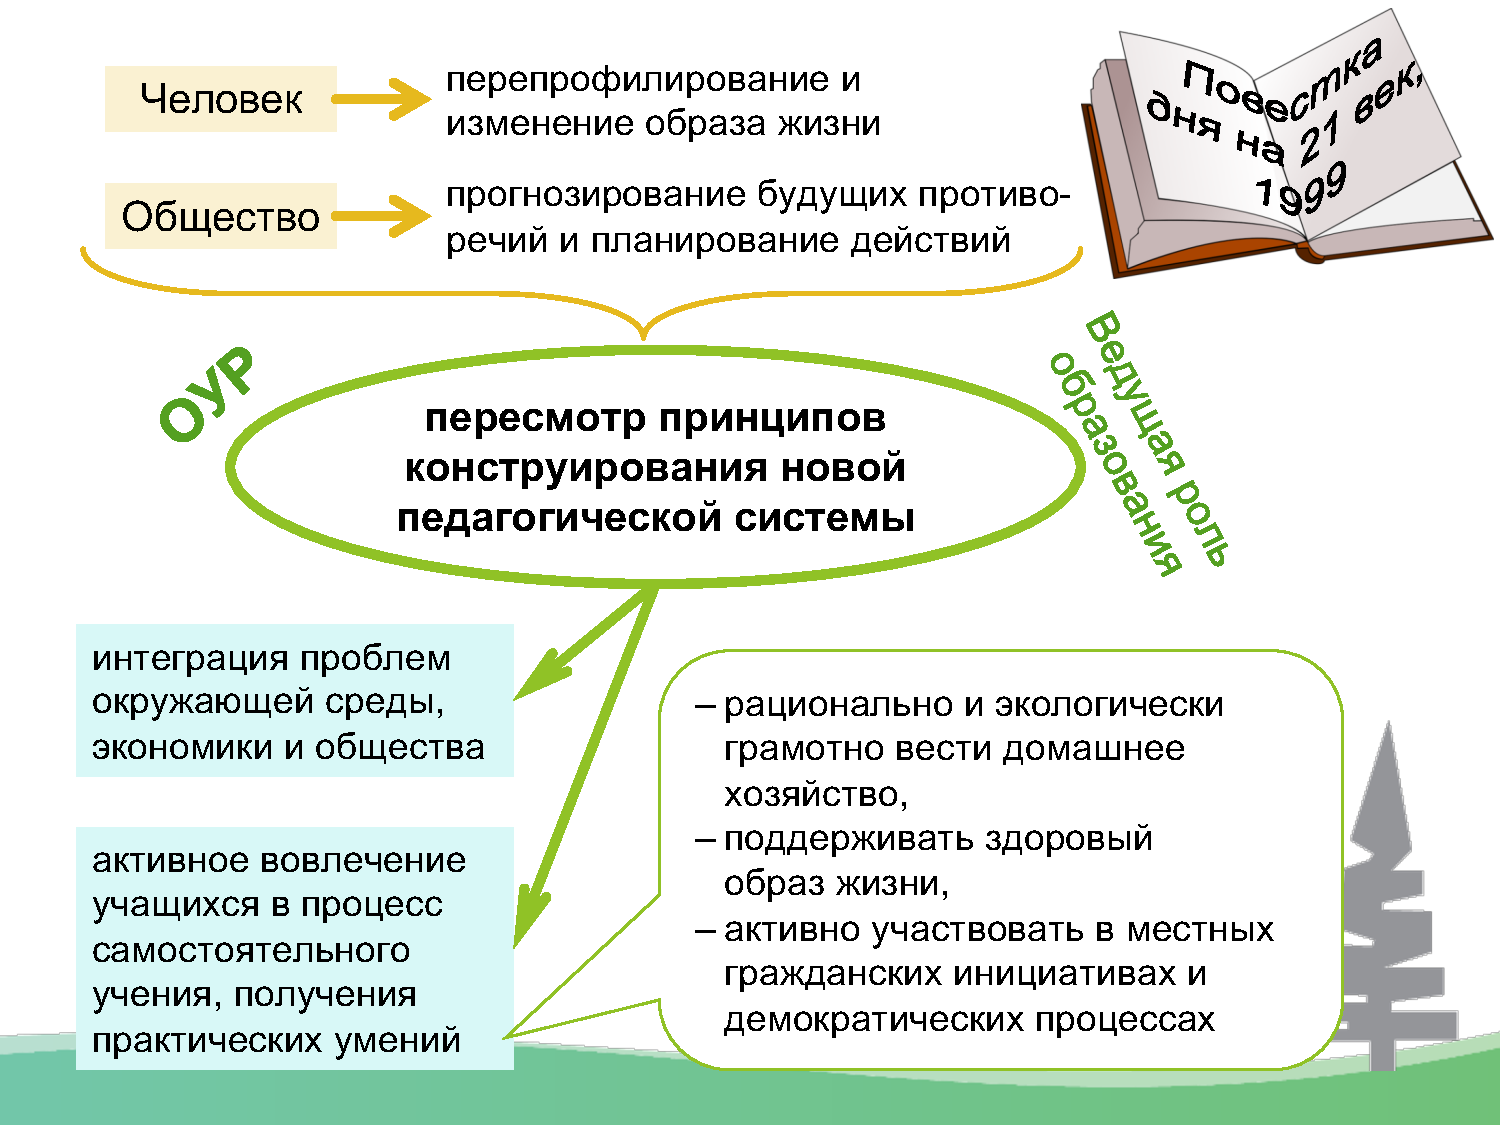 Человек
перепрофилирование и
изменение образа жизни
Общество
прогнозирование будущих противо-
речий и планирование действий
Повестка
дня на 21 век,
1999
ОУР
Ведущая роль
образования
пересмотр принципов
конструирования новой
педагогической системы
интеграция проблем
окружающей среды,
экономики и общества
активное вовлечение
учащихся в процесс
самостоятельного
учения, получения
практических умений
– рационально и экологически
грамотно вести домашнее
хозяйство,
– поддерживать здоровый
образ жизни,
– активно участвовать в местных
гражданских инициативах и
демократических процессах